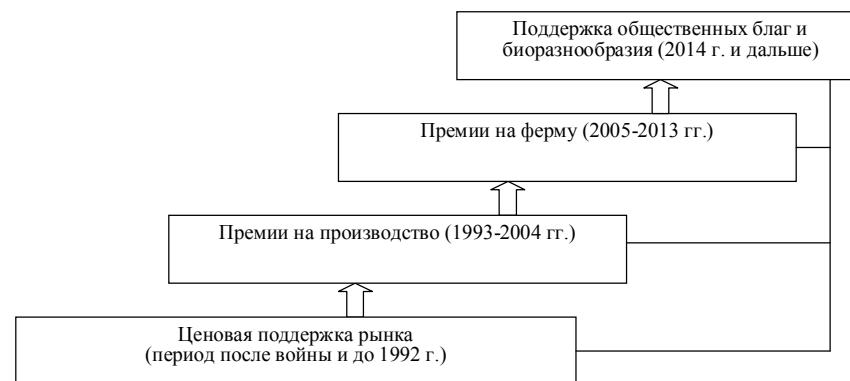 Поддержка общественных благ и
биоразнообразия (2014 г. и дальше)
Премии на ферму (2005-2013 гг.)
Премии на производство (1993-2004 гг.)
Ценовая поддержка рынка
(период после войны и до 1992 г.)